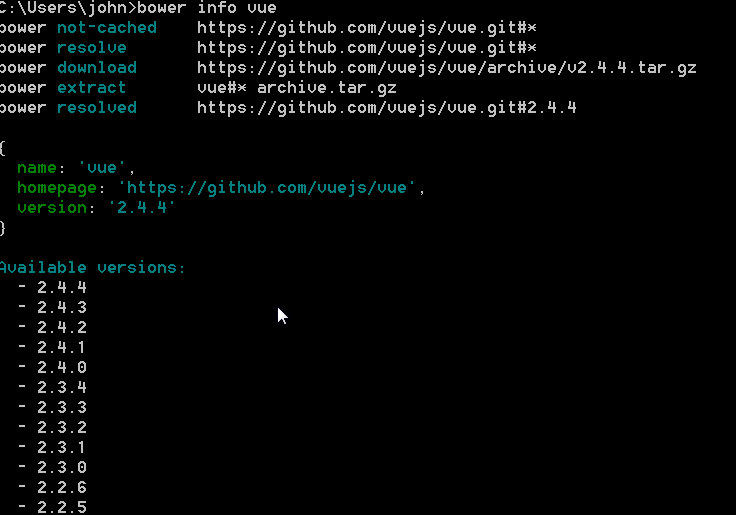 C:\Users\john>bower info vue
bower not-cached    https://github.com/vuejs/vue.git#*
bower resolve       https://github.com/vuejs/vue.git#*
bower download      https://github.com/vuejs/vue/archive/v2.4.4.tar.gz
bower extract       vue#* archive.tar.gz
bower resolved      https://github.com/vuejs/vue.git#2.4.4
{
  name: 'vue',
  homepage: 'https://github.com/vuejs/vue',
  version: '2.4.4'
}
Available versions:
  - 2.4.4
  - 2.4.3
  - 2.4.2
  - 2.4.1
  - 2.4.0
  - 2.3.4
  - 2.3.3
  - 2.3.2
  - 2.3.1
  - 2.3.0
  - 2.2.6
  - 2.2.5